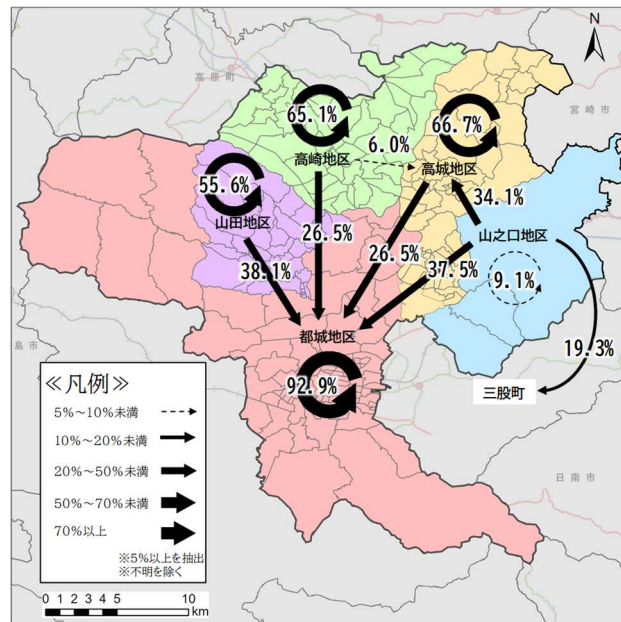 N
高原町
宮崎市
65.1%
66.7%
6.0%
高崎地区
高城地区
55.6%
34.1%
山田地区
山之口地区
26.5%
26.5%
38.1%
37.5%
9.1%
都城地区
19.3%
島市
92.9%
三股町
≪凡例≫
5%~10%未満
10%~20%未満
20%~50%未満
50%~70%未満
70%以上
※5%以上を抽出
※不明を除く
日南市
0 1 2 3 4 5 10
km